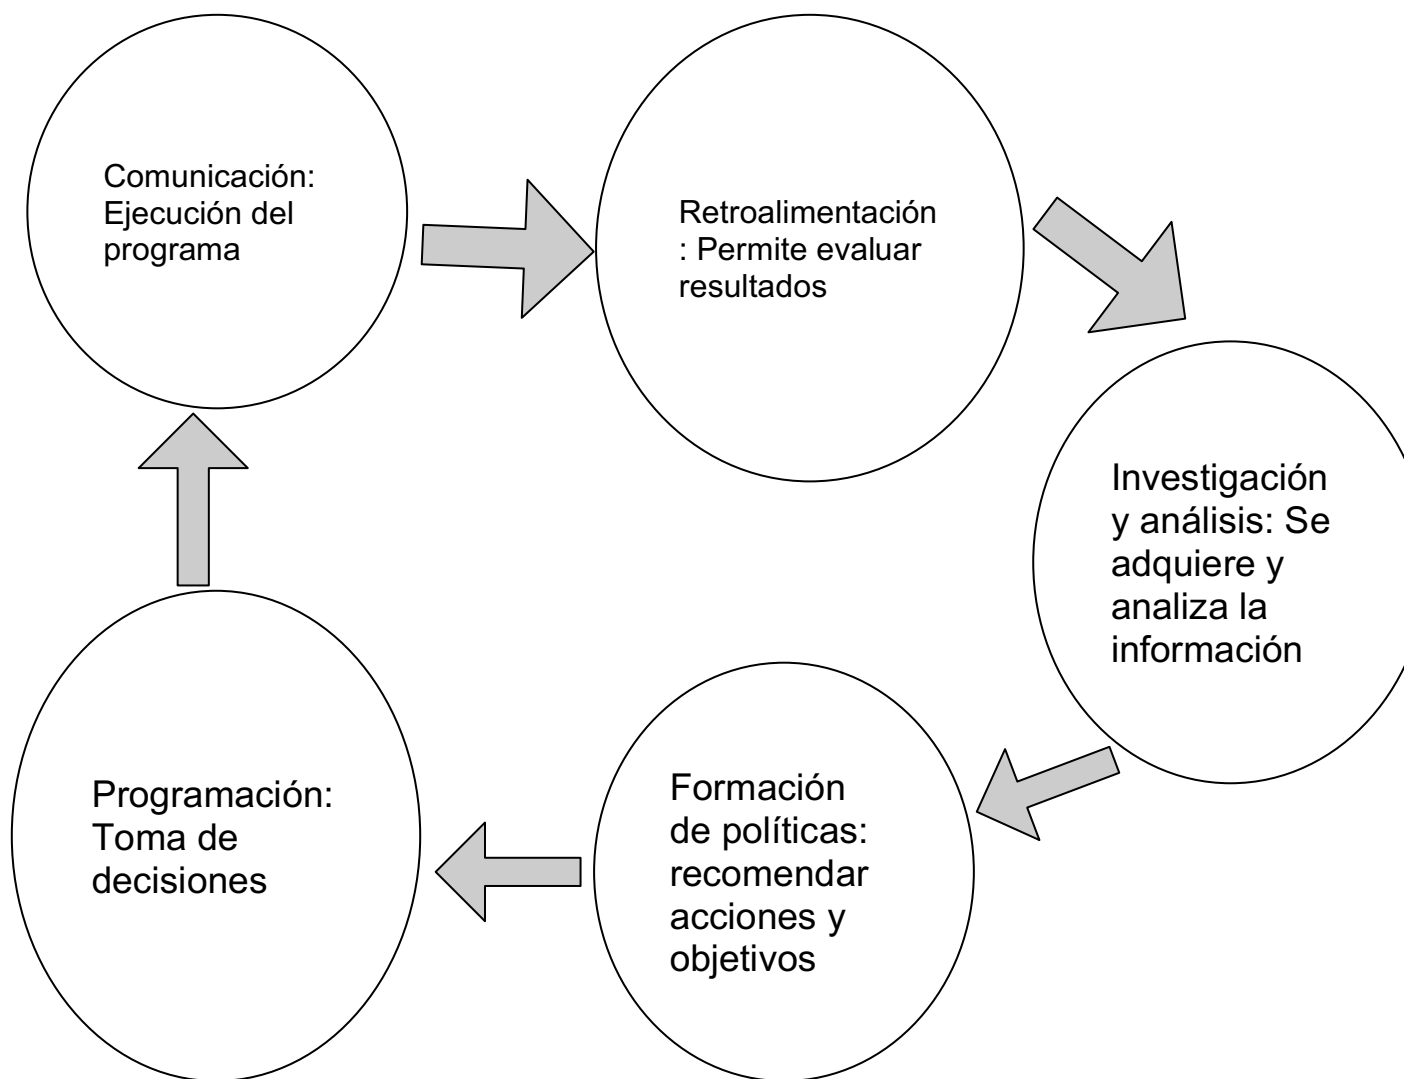 Comunicación:
Ejecución del
programa
Retroalimentación
: Permite evaluar
resultados
Investigación
y análisis: Se
adquiere y
analiza la
información
Formación
de políticas:
recomendar
acciones y
objetivos
Programación:
Toma de
decisiones